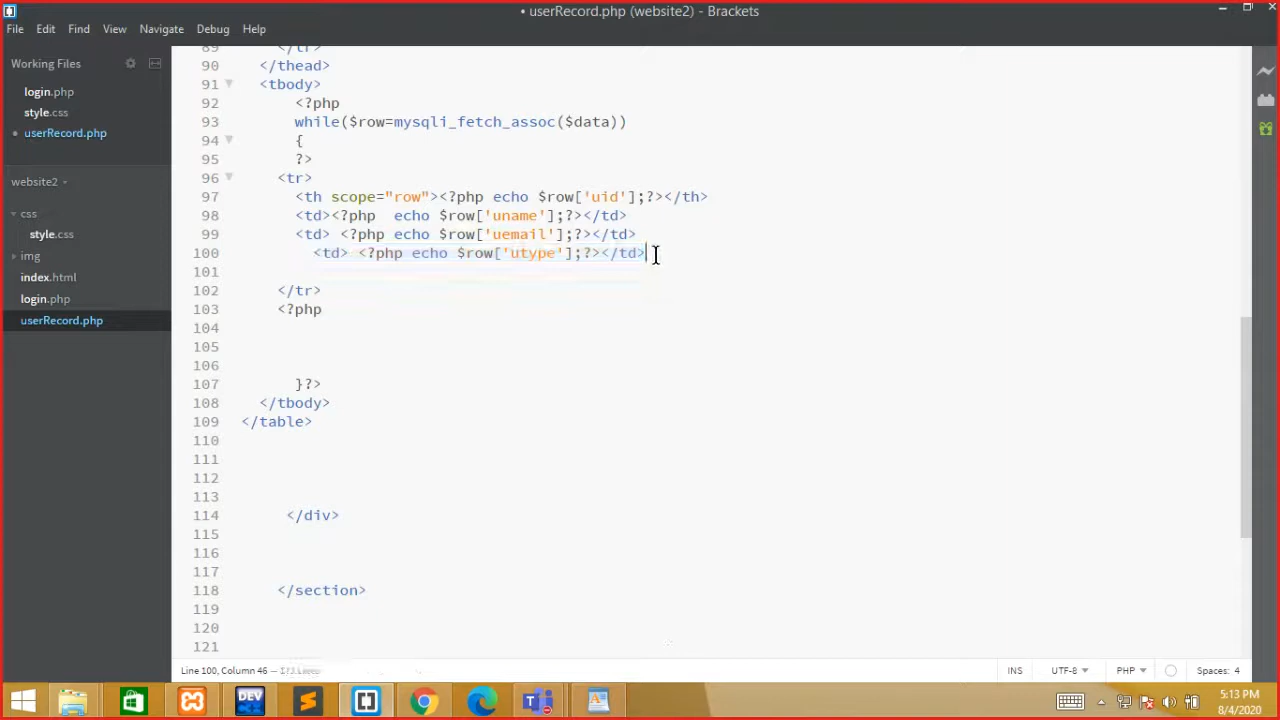 • userRecord.php (website2) - Brackets
File Edit Find View Navigate Debug Help
Working Files
login.php
style.css
• userRecord.php
website2
css
style.css
img
index.html
login.php
userRecord.php
89 </tr>
90 </thead>
91 <tbody>
92 <?php
93 while($row=mysqli_fetch_assoc($data))
94 {
95 ?>
96 <tr>
97 <th scope="row"><?php echo $row['uid'];?></th>
98 <td><?php  echo $row['uname'];?></td>
99 <td> <?php echo $row['uemail'];?></td>
100 <td> <?php echo $row['utype'];?></td>
101
102 </tr>
103 <?php
104
105
106
107 }?>
108 </tbody>
109 </table>
110
111
112
113
114 </div>
115
116
117
118 </section>
119
120
121
Line 100, Column 46 —
INS UTF-8 PHP Spaces: 4
DEV
5:13 PM
8/4/2020